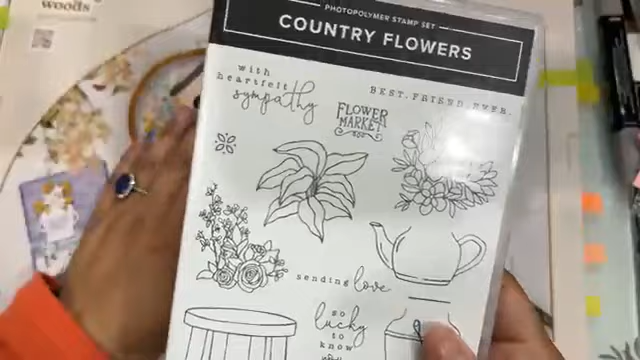 woods
PHOTOPOLYMER STAMP SET
COUNTRY FLOWERS
with
heartfelt
sympathy
BEST.FRIEND.EVER.
FLOWER
MARKET
sending love
so
lucky
to
know